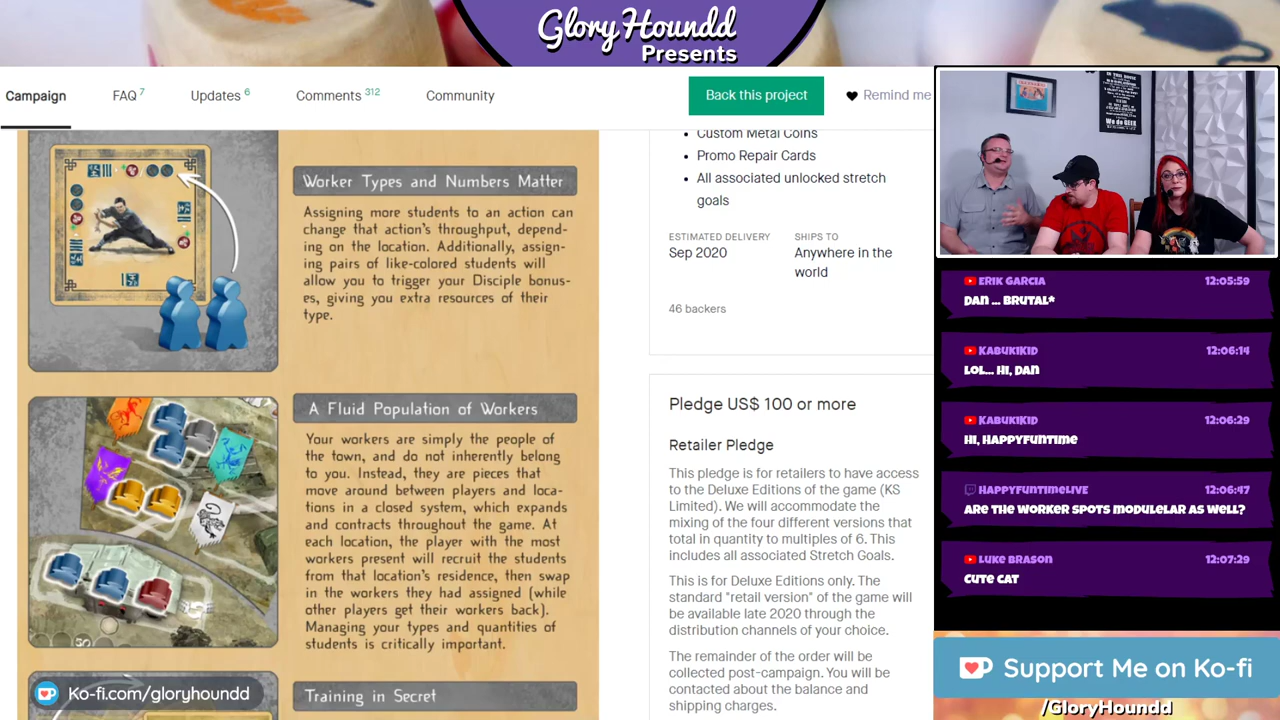 GloryHoundd
Presents
Campaign
FAQ 7
Updates 6
Comments 312
Community
Back this project
Remind me
Worker Types and Numbers Matter
Assigning more students to an action can
change that action's throughput, depend-
ing on the location. Additionally, assign-
ing pairs of like-colored students will
allow you to trigger your Disciple bonus-
es, giving you extra resources of their
type.
A Fluid Population of Workers
Your workers are simply the people of
the town, and do not inherently belong
to you. Instead, they are pieces that
move around between players and loca-
tions in a closed system, which expands
and contracts throughout the game. At
each location, the player with the most
workers present will recruit the students
from that location's residence, then swap
in the workers they had assigned (while
other players get their workers back).
Managing your types and quantities of
students is critically important.
Training in Secret
Ko-fi.com/gloryhoundd
Custom Metal Coins
Promo Repair Cards
All associated unlocked stretch
goals
ESTIMATED DELIVERY
Sep 2020
SHIPS TO
Anywhere in the
world
46 backers
Pledge US$ 100 or more
Retailer Pledge
This pledge is for retailers to have access
to the Deluxe Editions of the game (KS
Limited). We will accommodate the
mixing of the four different versions that
total in quantity to multiples of 6. This
includes all associated Stretch Goals.
This is for Deluxe Editions only. The
standard "retail version" of the game will
be available late 2020 through the
distribution channels of your choice.
The remainder of the order will be
collected post-campaign. You will be
contacted about the balance and
shipping charges.
ERIK GARCIA 12:05:59
DAN ... BRUTAL*
KABUKIKID 12:06:14
LOL... HI, DAN
KABUKIKID 12:06:29
HI, HAPPYFUNTIME
HAPPYFUNTIMELIVE 12:06:47
ARE THE WORKER SPOTS MODULELAR AS WELL?
LUKE BRASON 12:07:29
CUTE CAT
Support Me on Ko-fi
/GloryHoundd